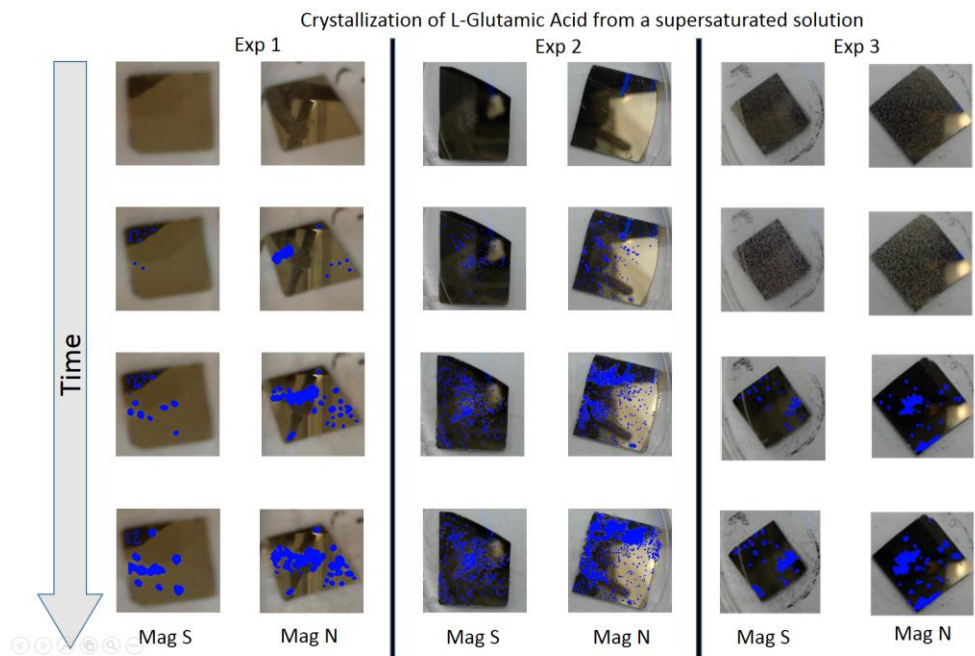 Crystallization of L-Glutamic Acid from a supersaturated solution
Exp 1
Exp 2
Exp 3
Time
Mag S
Mag N
Mag S
Mag N
Mag S
Mag N